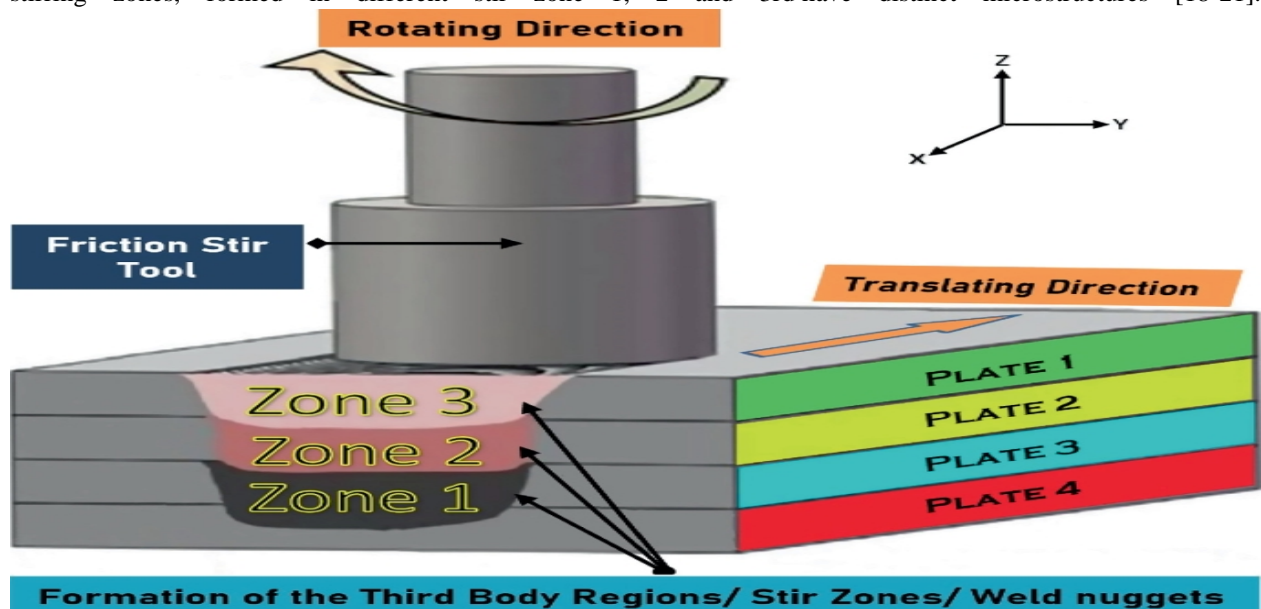 Rotating Direction
Z
Y
X
Friction Stir
Tool
Translating Direction
PLATE 1
PLATE 2
PLATE 3
PLATE 4
Zone 3
Zone 2
Zone 1
Formation of the Third Body Regions/ Stir Zones/ Weld nuggets